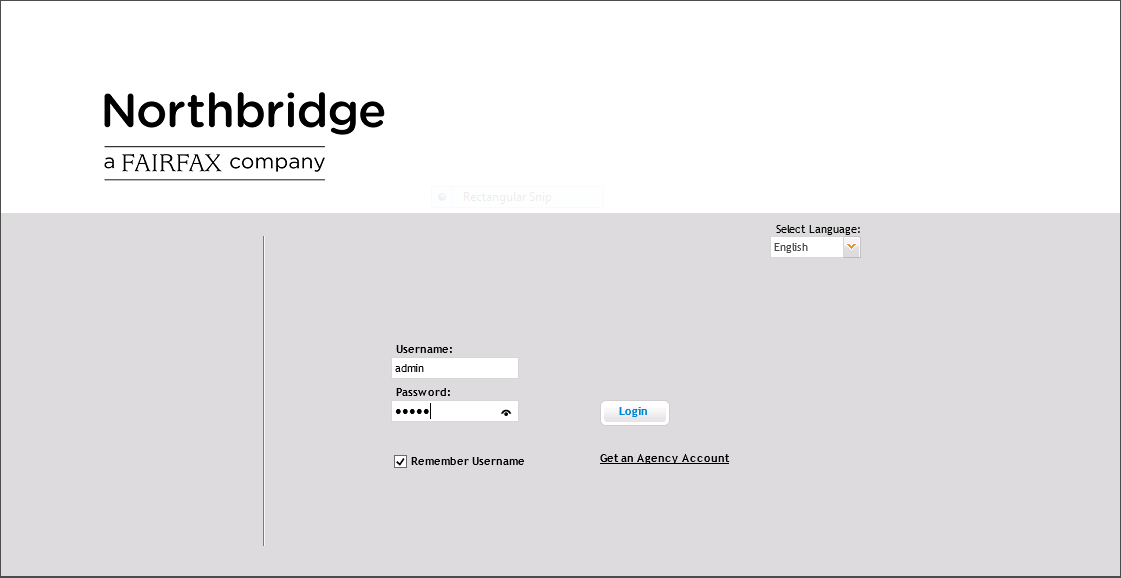 Northbridge
a FAIRFAX company
Rectangular Snip
Select Language:
English
Username:
admin
Password:
•••••
Login
Remember Username
Get an Agency Account